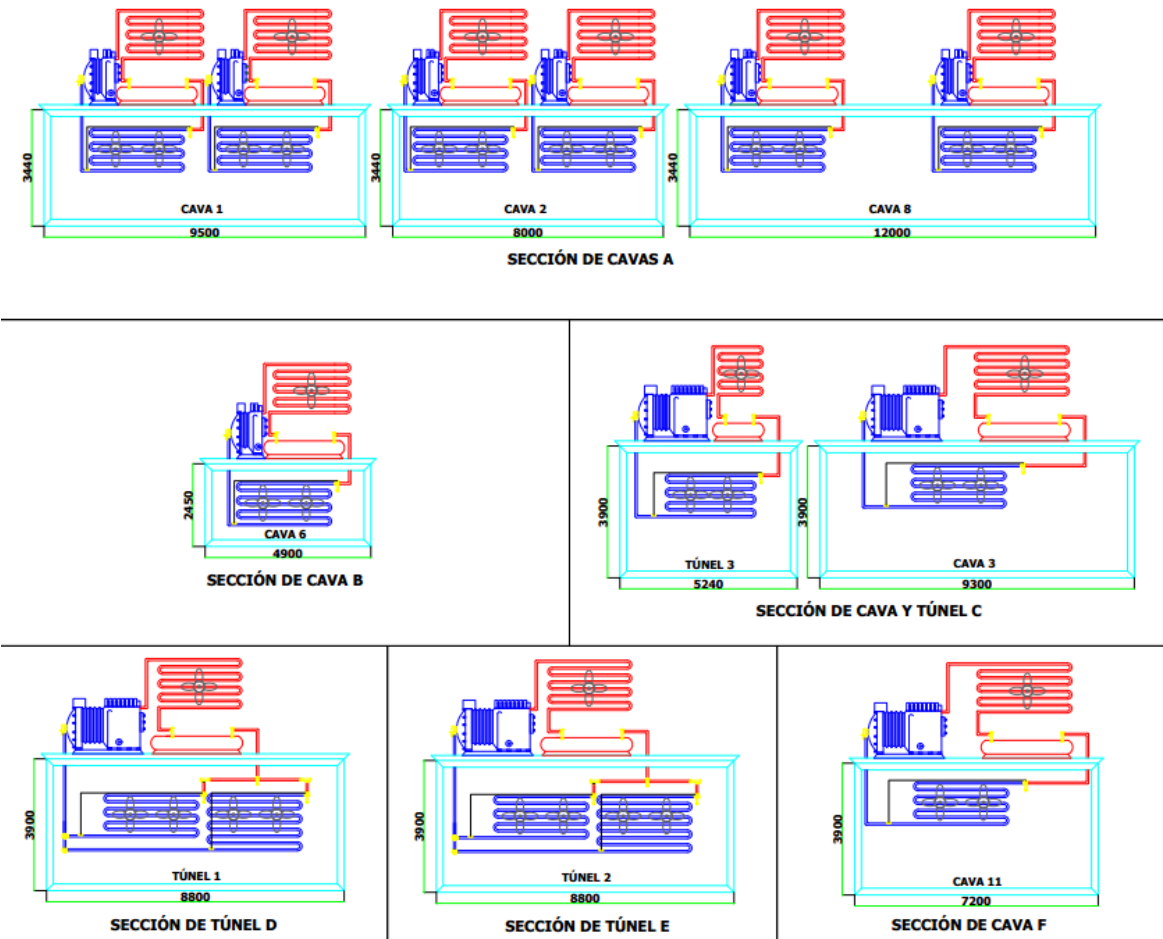 3440
CAVA 1
9500
3440
CAVA 2
8000
3440
CAVA 8
12000
SECCIÓN DE CAVAS A
2450
CAVA 6
4900
SECCIÓN DE CAVA B
3900
TÚNEL 3
5240
3900
CAVA 3
9300
SECCIÓN DE CAVA Y TÚNEL C
3900
TÚNEL 1
8800
SECCIÓN DE TÚNEL D
3900
TÚNEL 2
8800
SECCIÓN DE TÚNEL E
3900
CAVA 11
7200
SECCIÓN DE CAVA F